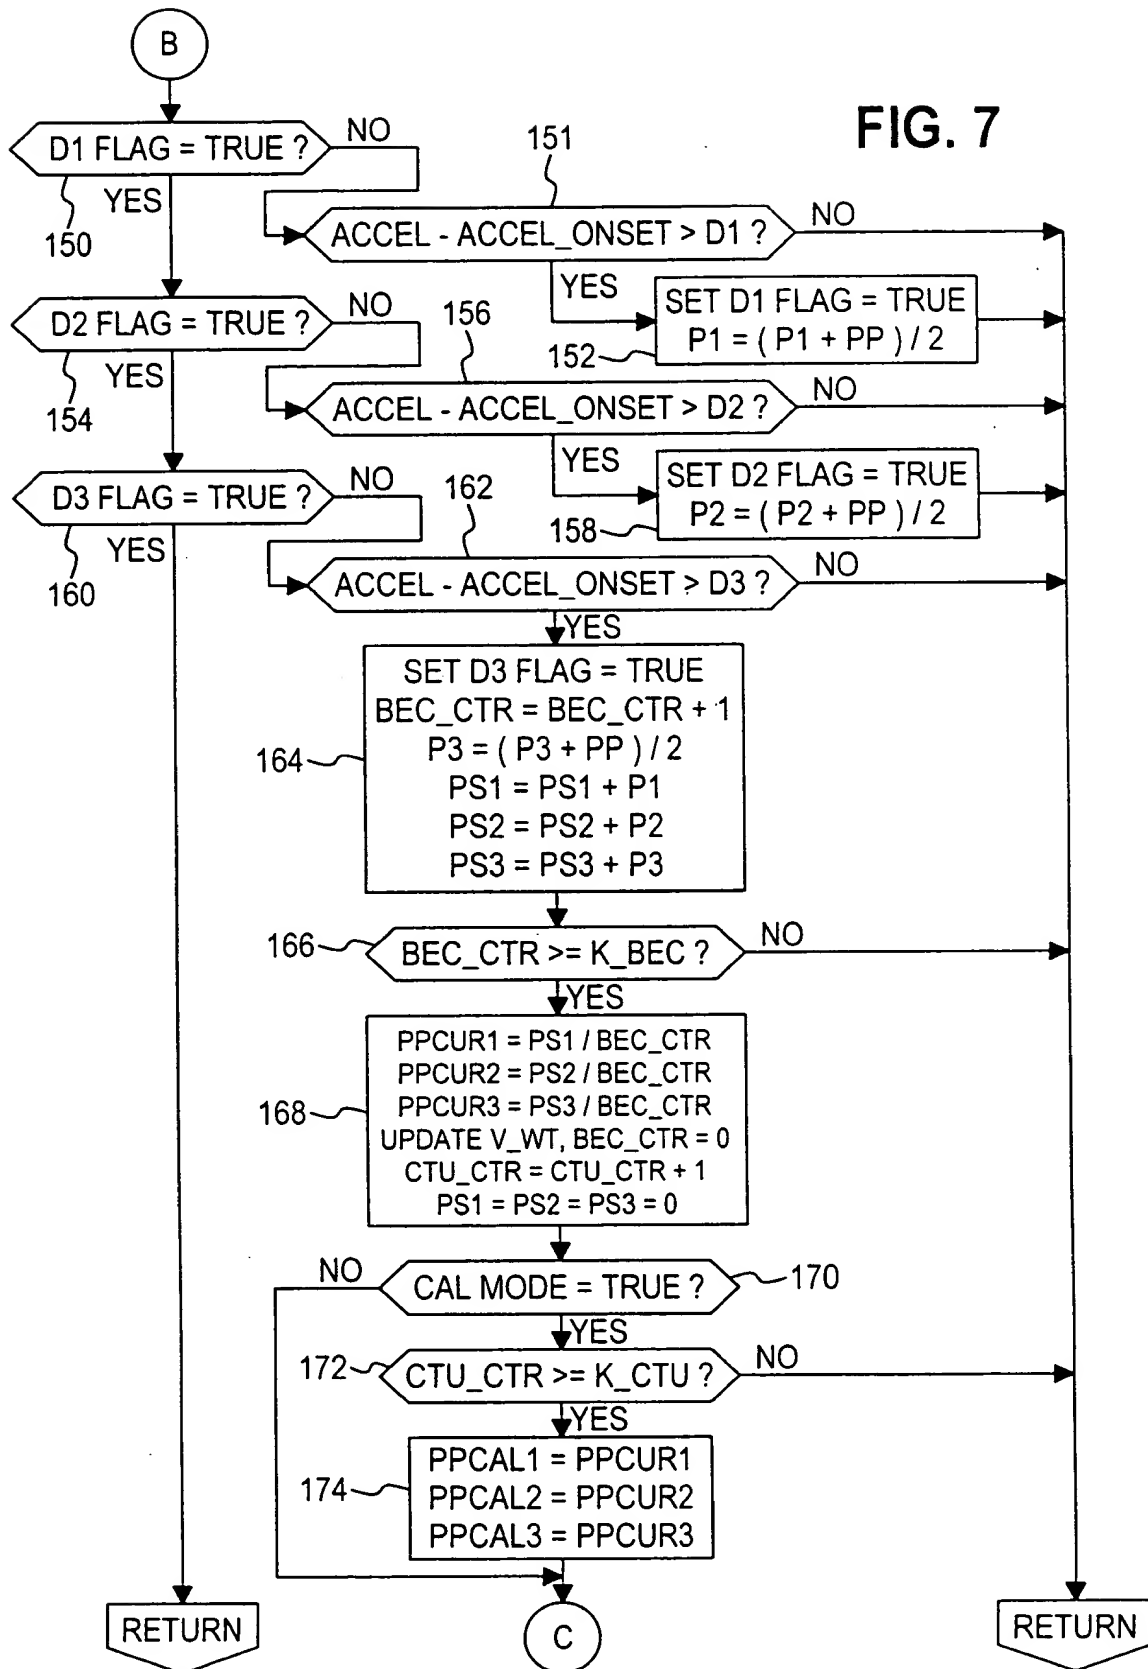 B
FIG. 7
D1 FLAG = TRUE ?
NO
YES
150
151
ACCEL - ACCEL_ONSET > D1 ?
NO
YES
SET D1 FLAG = TRUE
P1 = ( P1 + PP ) / 2
152
D2 FLAG = TRUE ?
NO
YES
154
156
ACCEL - ACCEL_ONSET > D2 ?
NO
YES
SET D2 FLAG = TRUE
P2 = ( P2 + PP ) / 2
158
D3 FLAG = TRUE ?
NO
YES
160
162
ACCEL - ACCEL_ONSET > D3 ?
NO
YES
SET D3 FLAG = TRUE
BEC_CTR = BEC_CTR + 1
P3 = ( P3 + PP ) / 2
PS1 = PS1 + P1
PS2 = PS2 + P2
PS3 = PS3 + P3
164
166
BEC_CTR >= K_BEC ?
NO
YES
PPCUR1 = PS1 / BEC_CTR
PPCUR2 = PS2 / BEC_CTR
PPCUR3 = PS3 / BEC_CTR
UPDATE V_WT, BEC_CTR = 0
CTU_CTR = CTU_CTR + 1
PS1 = PS2 = PS3 = 0
168
NO
CAL MODE = TRUE ?
170
YES
172
CTU_CTR >= K_CTU ?
NO
YES
PPCAL1 = PPCUR1
PPCAL2 = PPCUR2
PPCAL3 = PPCUR3
174
RETURN
C
RETURN